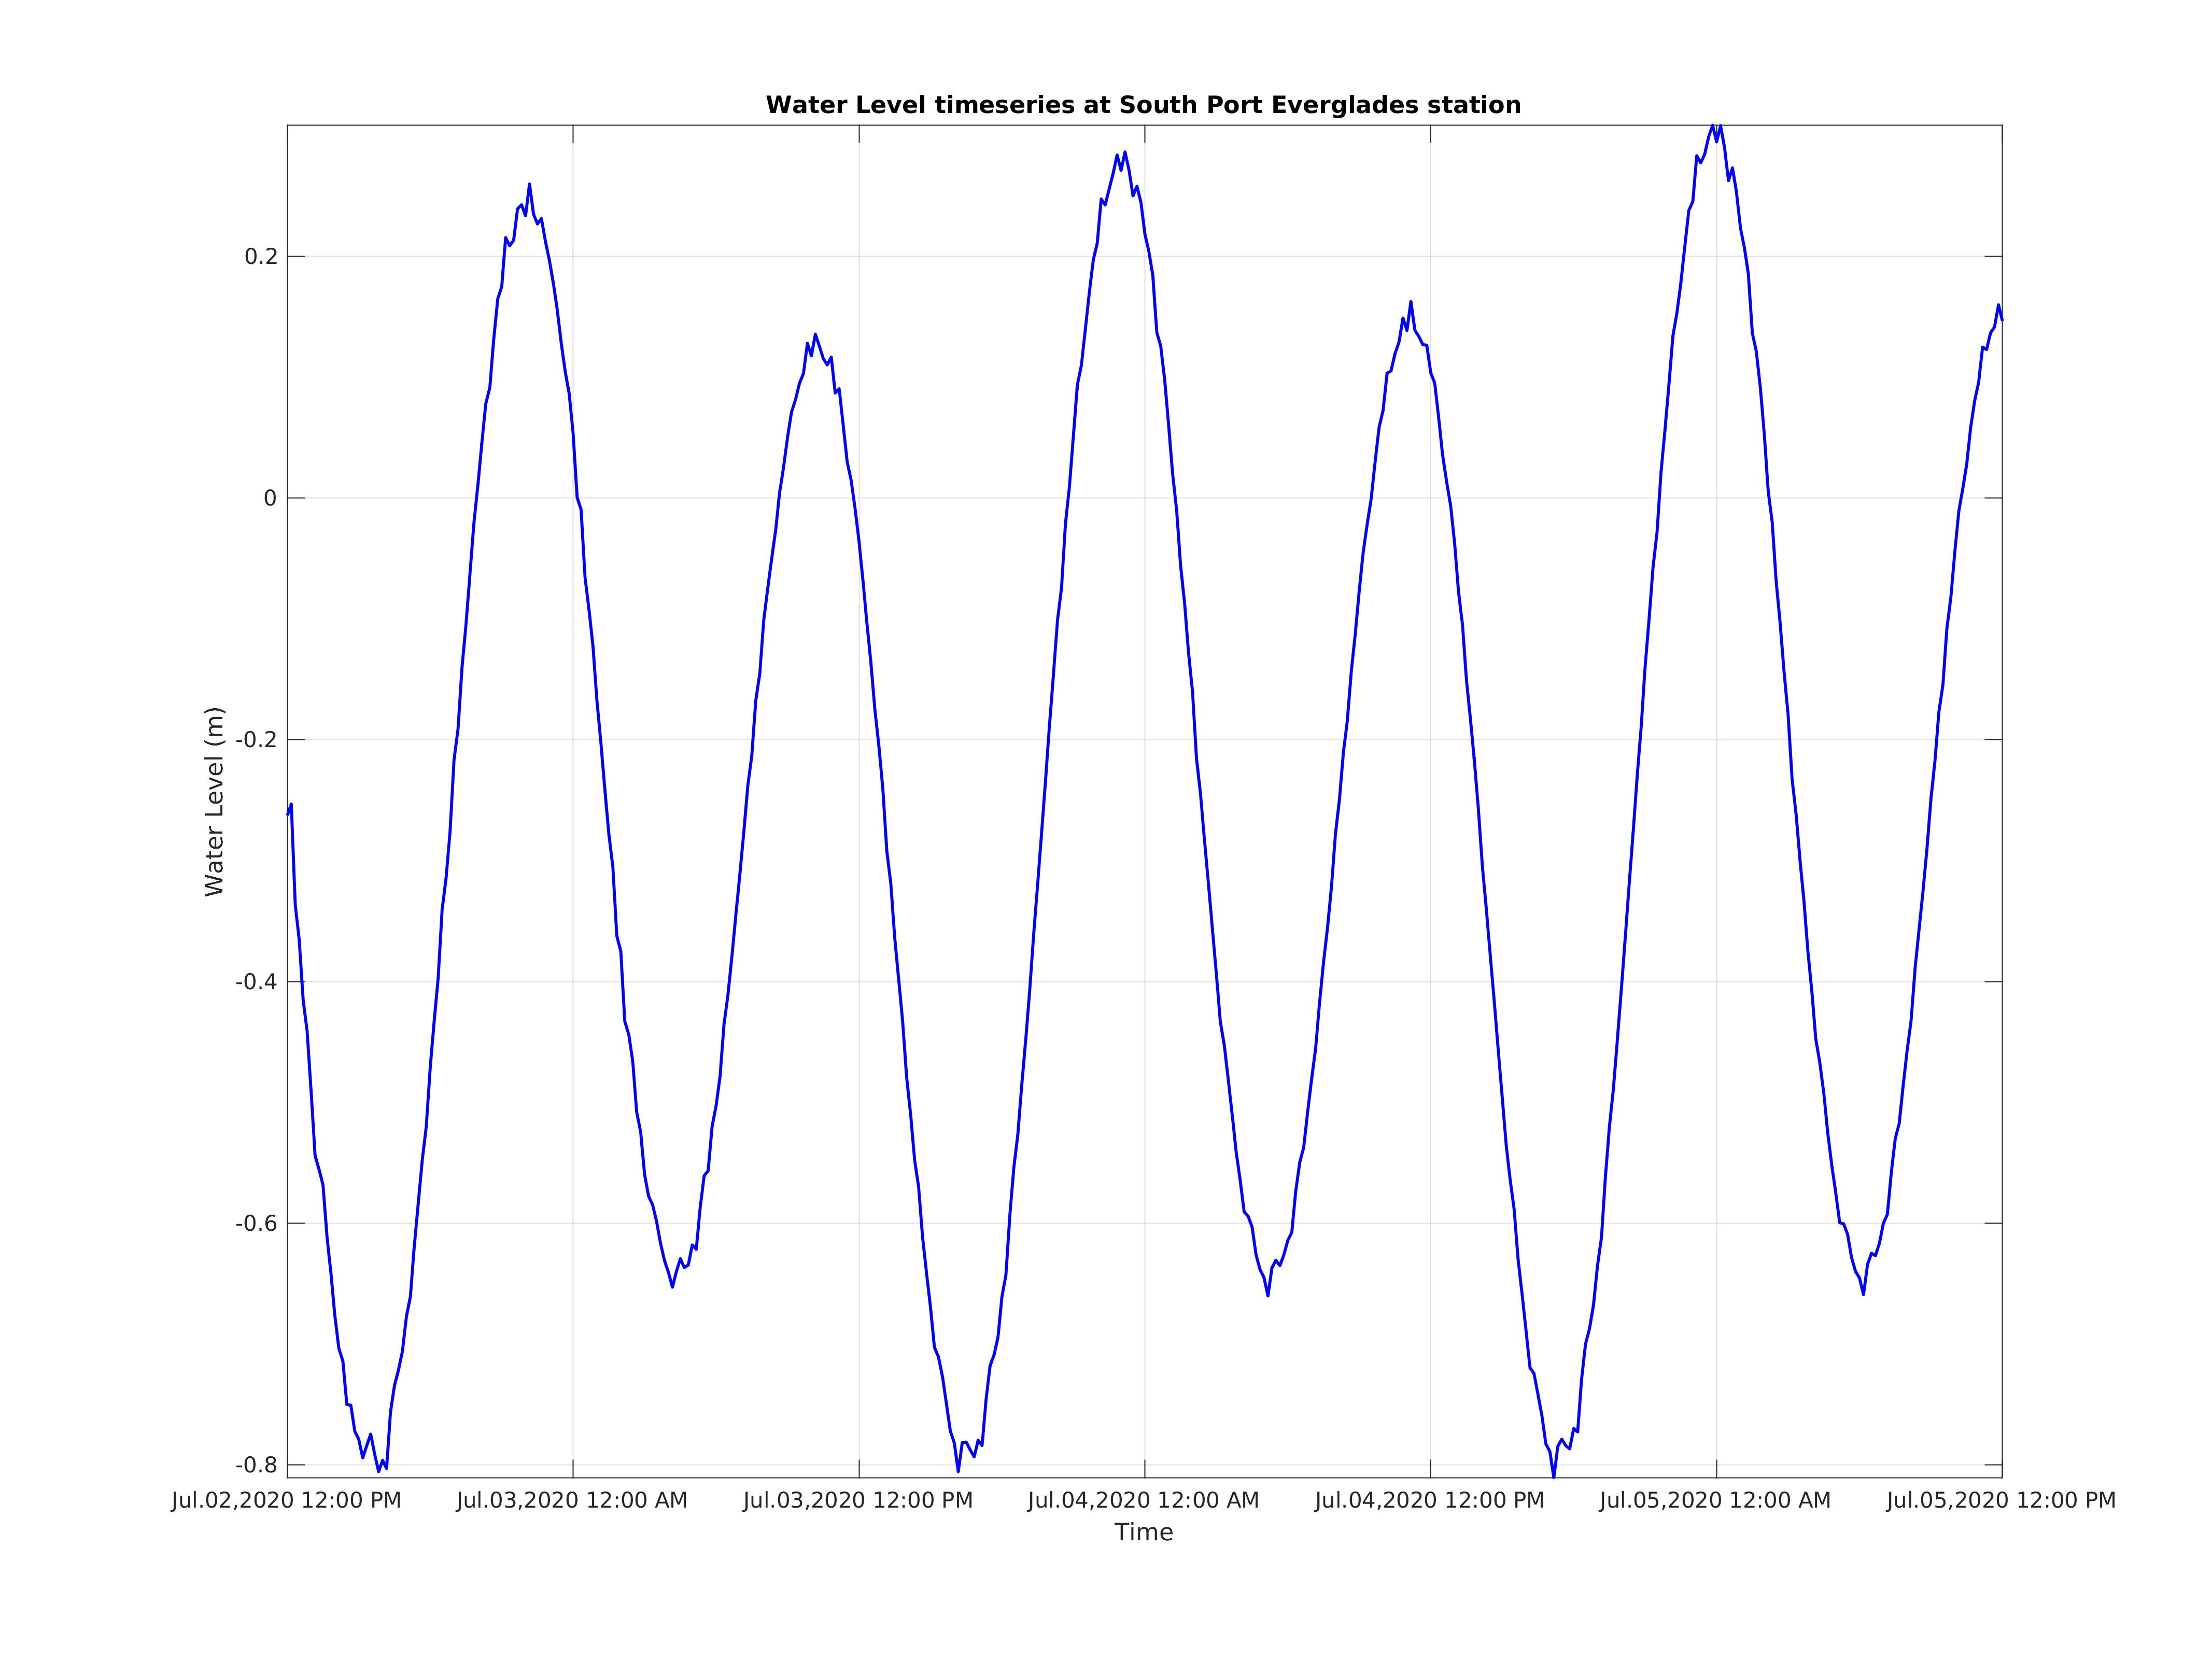 Water Level timeseries at South Port Everglades station
0.2
0
-0.2
-0.4
-0.6
-0.8
Water Level (m)
Jul.02,2020 12:00 PM
Jul.03,2020 12:00 AM
Jul.03,2020 12:00 PM
Jul.04,2020 12:00 AM
Jul.04,2020 12:00 PM
Jul.05,2020 12:00 AM
Jul.05,2020 12:00 PM
Time